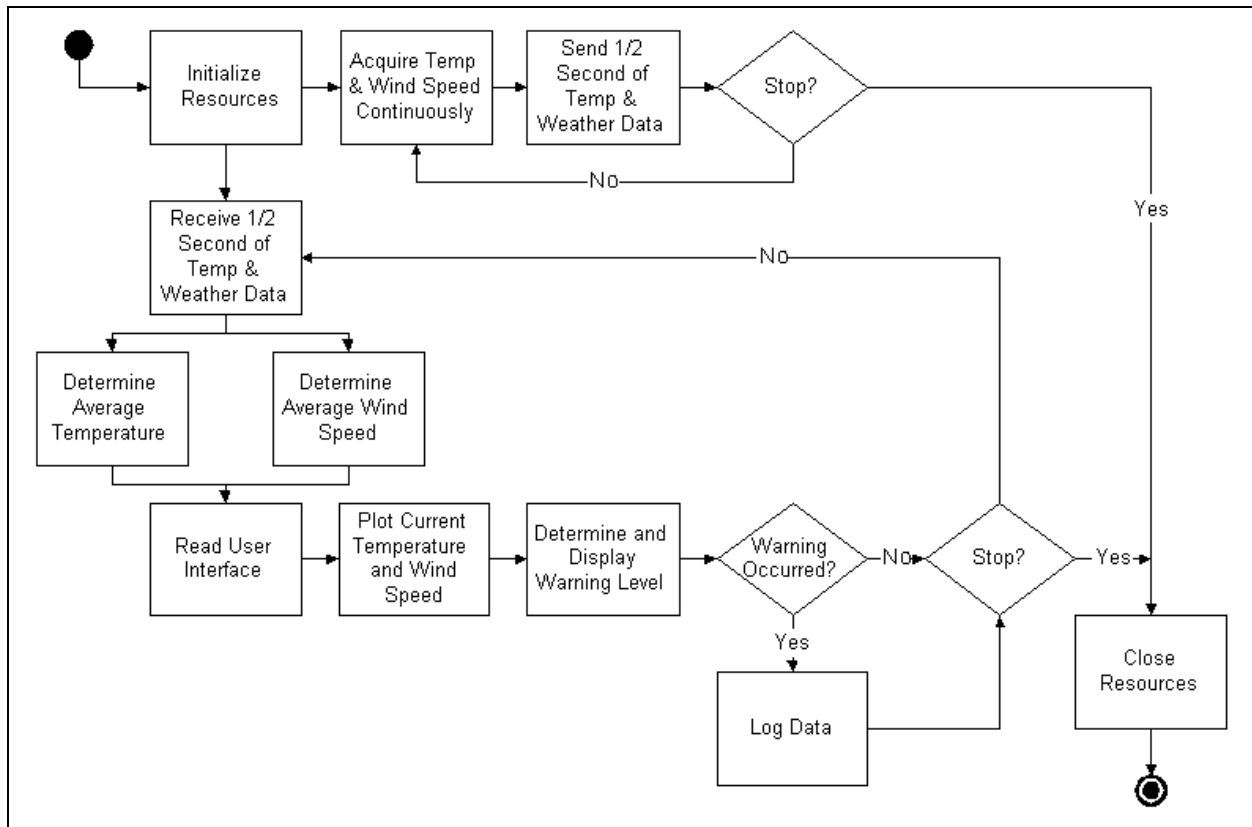 Initialize
Resources
Acquire Temp
& Wind Speed
Continuously
Send 1/2
Second of
Temp &
Weather Data
Stop?
No
Yes
Receive 1/2
Second of
Temp &
Weather Data
No
Determine
Average
Temperature
Determine
Average Wind
Speed
Read User
Interface
Plot Current
Temperature
and Wind
Speed
Determine and
Display
Warning Level
Warning
Occurred?
No
Stop?
Yes
Yes
Log Data
Close
Resources